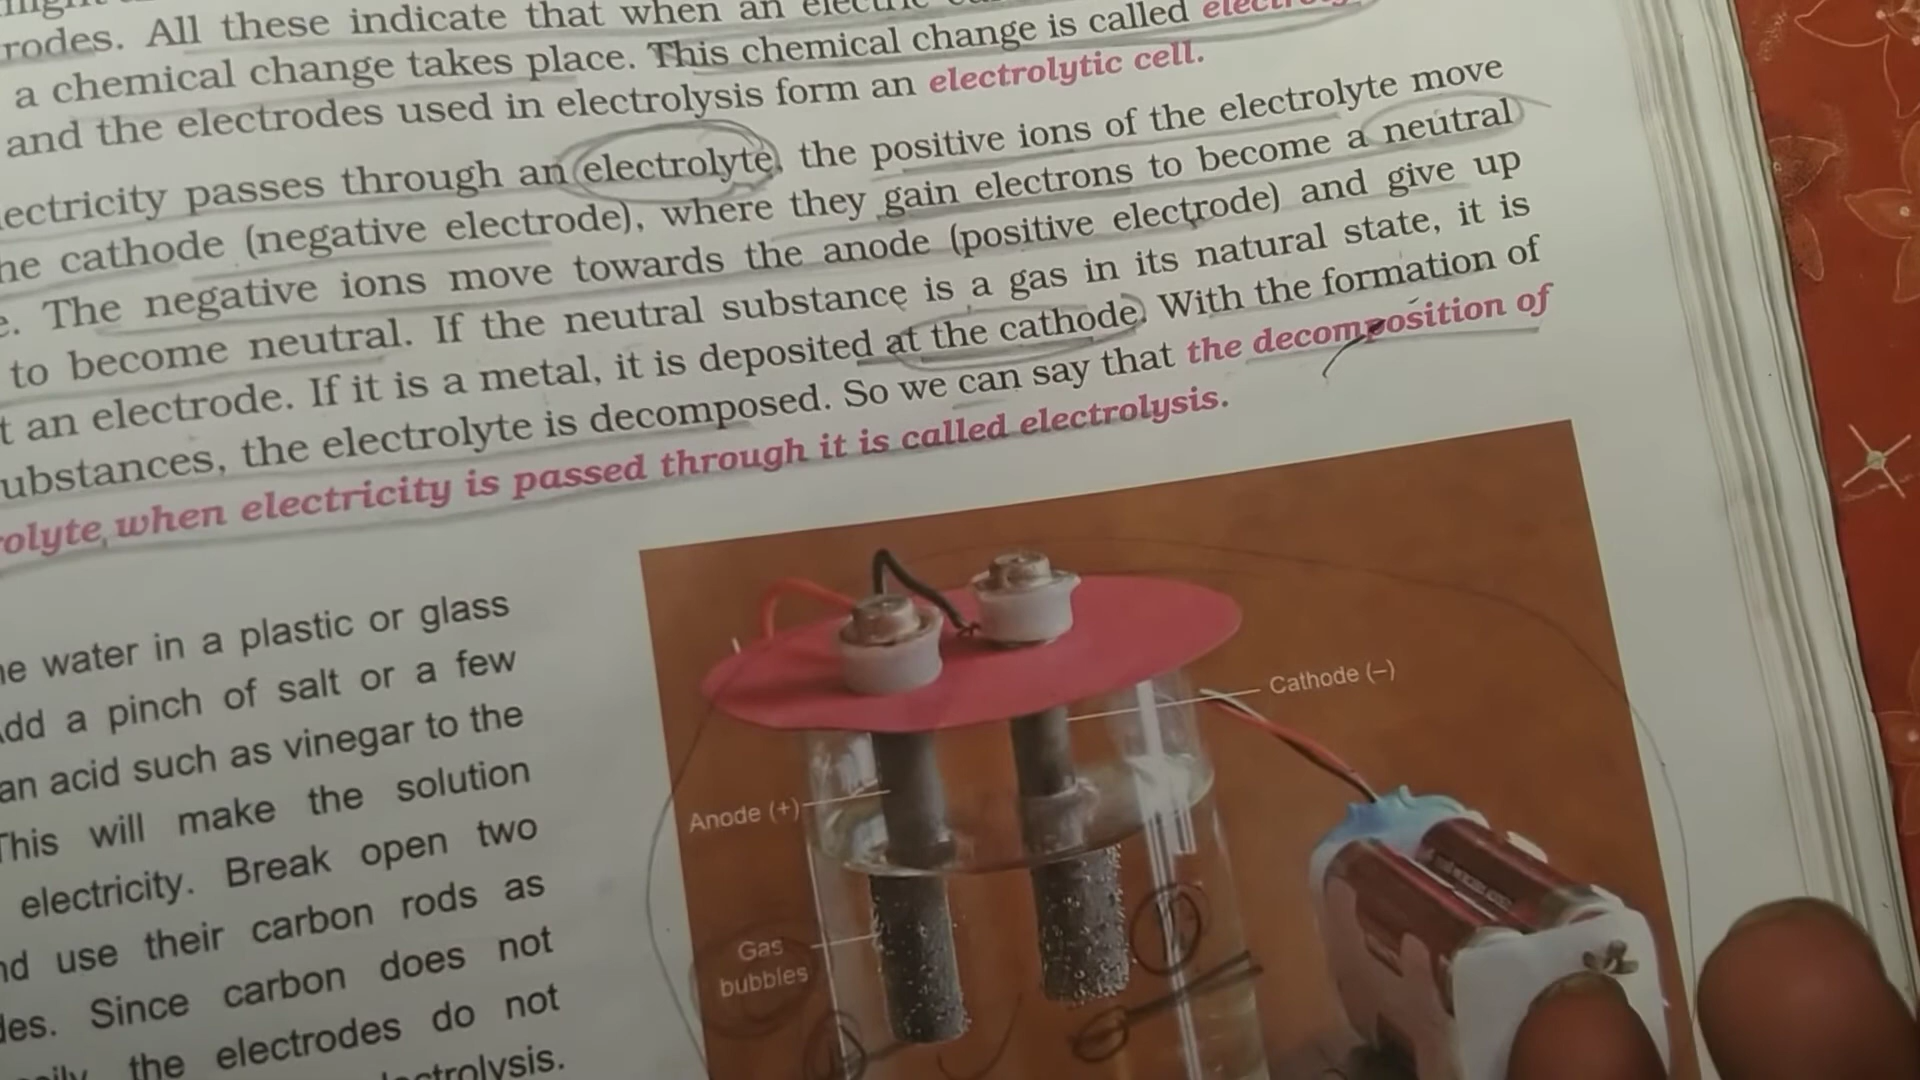 rodes. All these indicate that when an electric
a chemical change takes place. This chemical change is called
and the electrodes used in electrolysis form an electrolytic cell.
ectricity passes through an electrolyte, the positive ions of the electrolyte move
he cathode (negative electrode), where they gain electrons to become a neutral
e. The negative ions move towards the anode (positive electrode) and give up
to become neutral. If the neutral substance is a gas in its natural state, it is
t an electrode. If it is a metal, it is deposited at the cathode. With the formation of
ubstances, the electrolyte is decomposed. So we can say that the decomposition of
rolyte when electricity is passed through it is called electrolysis.
ne water in a plastic or glass
dd a pinch of salt or a few
an acid such as vinegar to the
This will make the solution
electricity. Break open two
nd use their carbon rods as
des. Since carbon does not
the electrodes do not
ctrolysis.
Cathode (–)
Anode (+)
Gas
bubbles